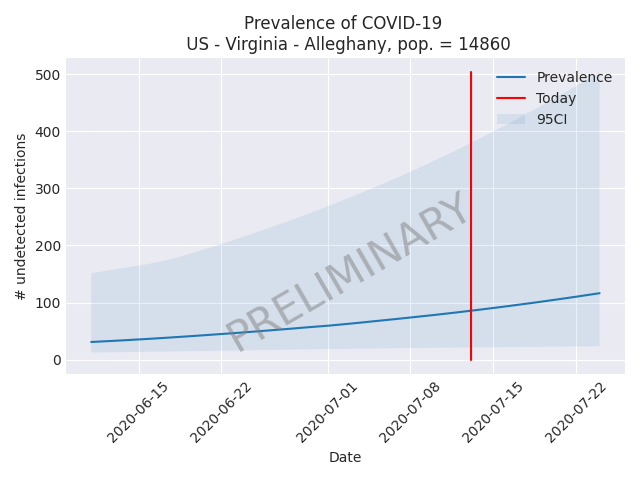 Prevalence of COVID-19
US - Virginia - Alleghany, pop. = 14860
500
400
300
200
100
0
# undetected infections
Prevalence
Today
95CI
PRELIMINARY
2020-06-15
2020-06-22
2020-07-01
2020-07-08
2020-07-15
2020-07-22
Date